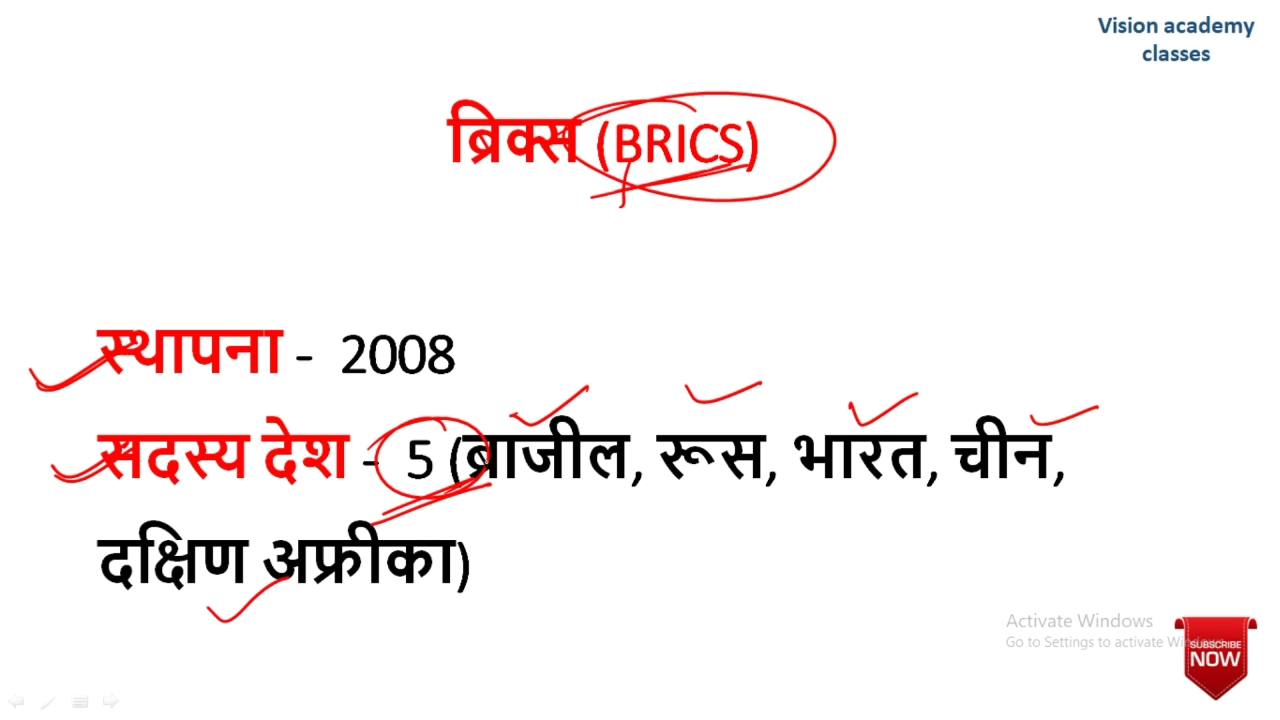 Vision academy
classes
ब्रिक्स (BRICS)
स्थापना - 2008
सदस्य देश - 5 (ब्राजील, रूस, भारत, चीन,
दक्षिण अफ्रीका)
Activate Windows
Go to Settings to activate Windows.
SUBSCRIBE
NOW